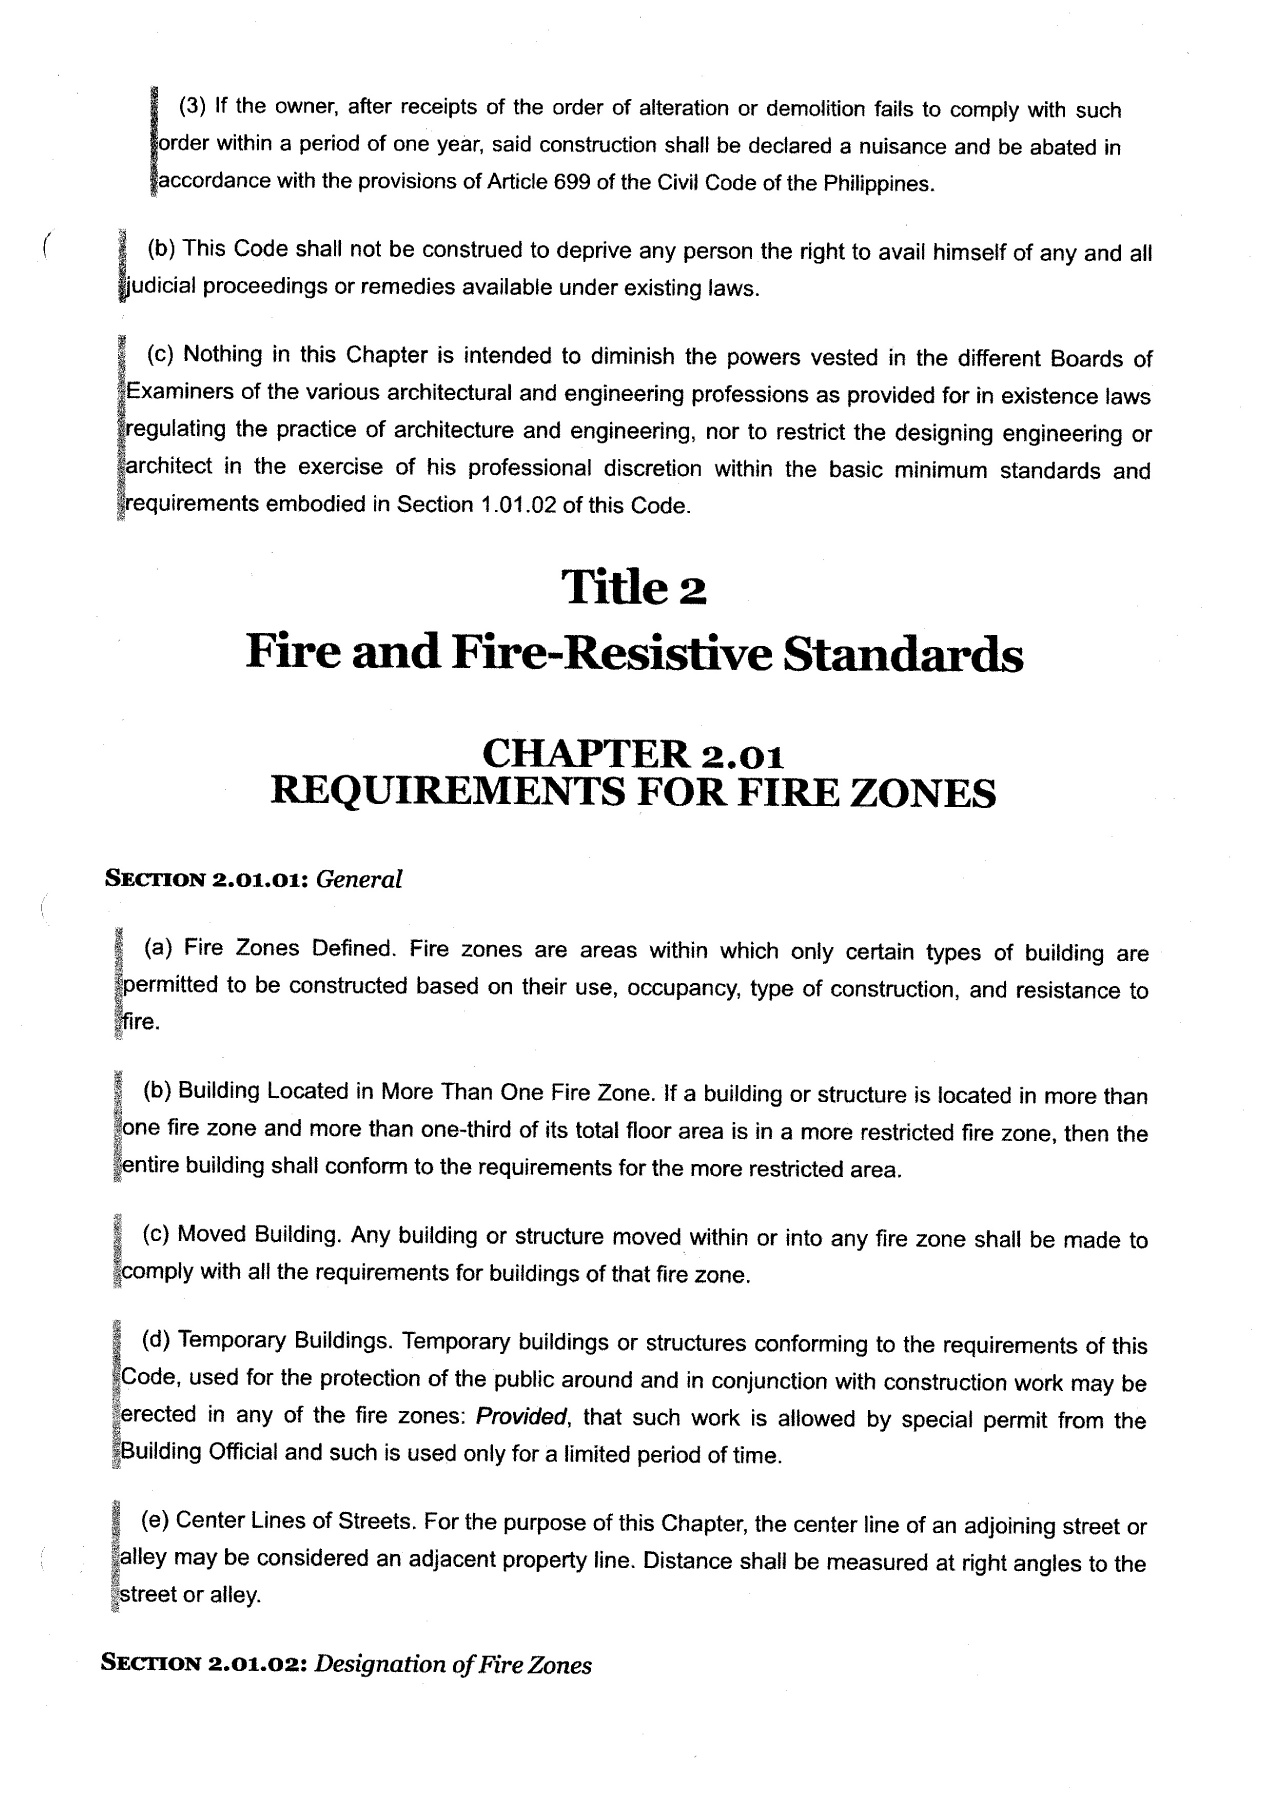 (3) If the owner, after receipts of the order of alteration or demolition fails to comply with such
order within a period of one year, said construction shall be declared a nuisance and be abated in
accordance with the provisions of Article 699 of the Civil Code of the Philippines.
(b) This Code shall not be construed to deprive any person the right to avail himself of any and all
judicial proceedings or remedies available under existing laws.
(c) Nothing in this Chapter is intended to diminish the powers vested in the different Boards of
Examiners of the various architectural and engineering professions as provided for in existence laws
regulating the practice of architecture and engineering, nor to restrict the designing engineering or
architect in the exercise of his professional discretion within the basic minimum standards and
requirements embodied in Section 1.01.02 of this Code.
Title 2
Fire and Fire-Resistive Standards
CHAPTER 2.01
REQUIREMENTS FOR FIRE ZONES
SECTION 2.01.01: General
(a) Fire Zones Defined. Fire zones are areas within which only certain types of building are
permitted to be constructed based on their use, occupancy, type of construction, and resistance to
fire.
(b) Building Located in More Than One Fire Zone. If a building or structure is located in more than
one fire zone and more than one-third of its total floor area is in a more restricted fire zone, then the
entire building shall conform to the requirements for the more restricted area.
(c) Moved Building. Any building or structure moved within or into any fire zone shall be made to
comply with all the requirements for buildings of that fire zone.
(d) Temporary Buildings. Temporary buildings or structures conforming to the requirements of this
Code, used for the protection of the public around and in conjunction with construction work may be
erected in any of the fire zones: Provided, that such work is allowed by special permit from the
Building Official and such is used only for a limited period of time.
(e) Center Lines of Streets. For the purpose of this Chapter, the center line of an adjoining street or
alley may be considered an adjacent property line. Distance shall be measured at right angles to the
street or alley.
SECTION 2.01.02: Designation of Fire Zones